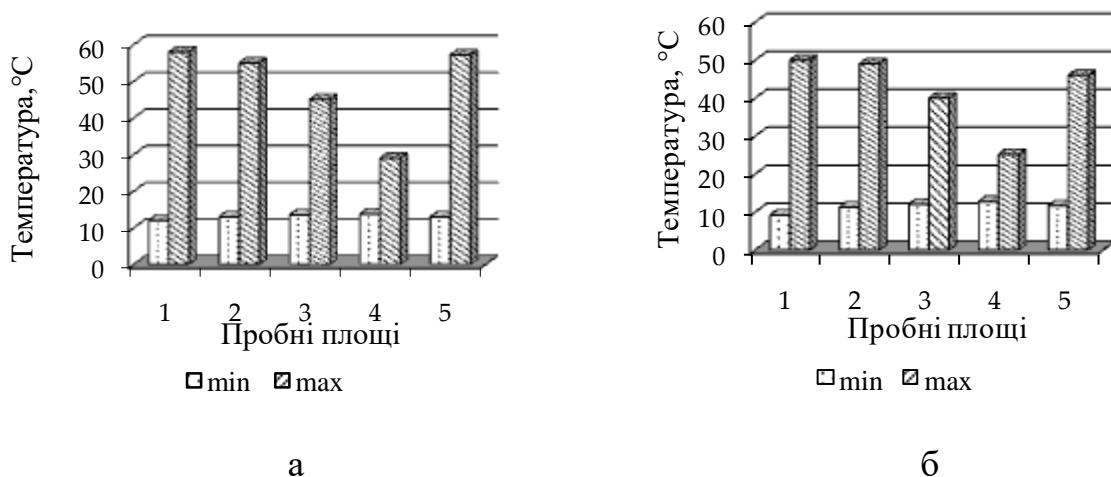 Температура, °С
60
50
40
30
20
10
0
1 2 3 4 5
Пробні площі
min max
а
Температура, °С
60
50
40
30
20
10
0
1 2 3 4 5
Пробні площі
min max
б